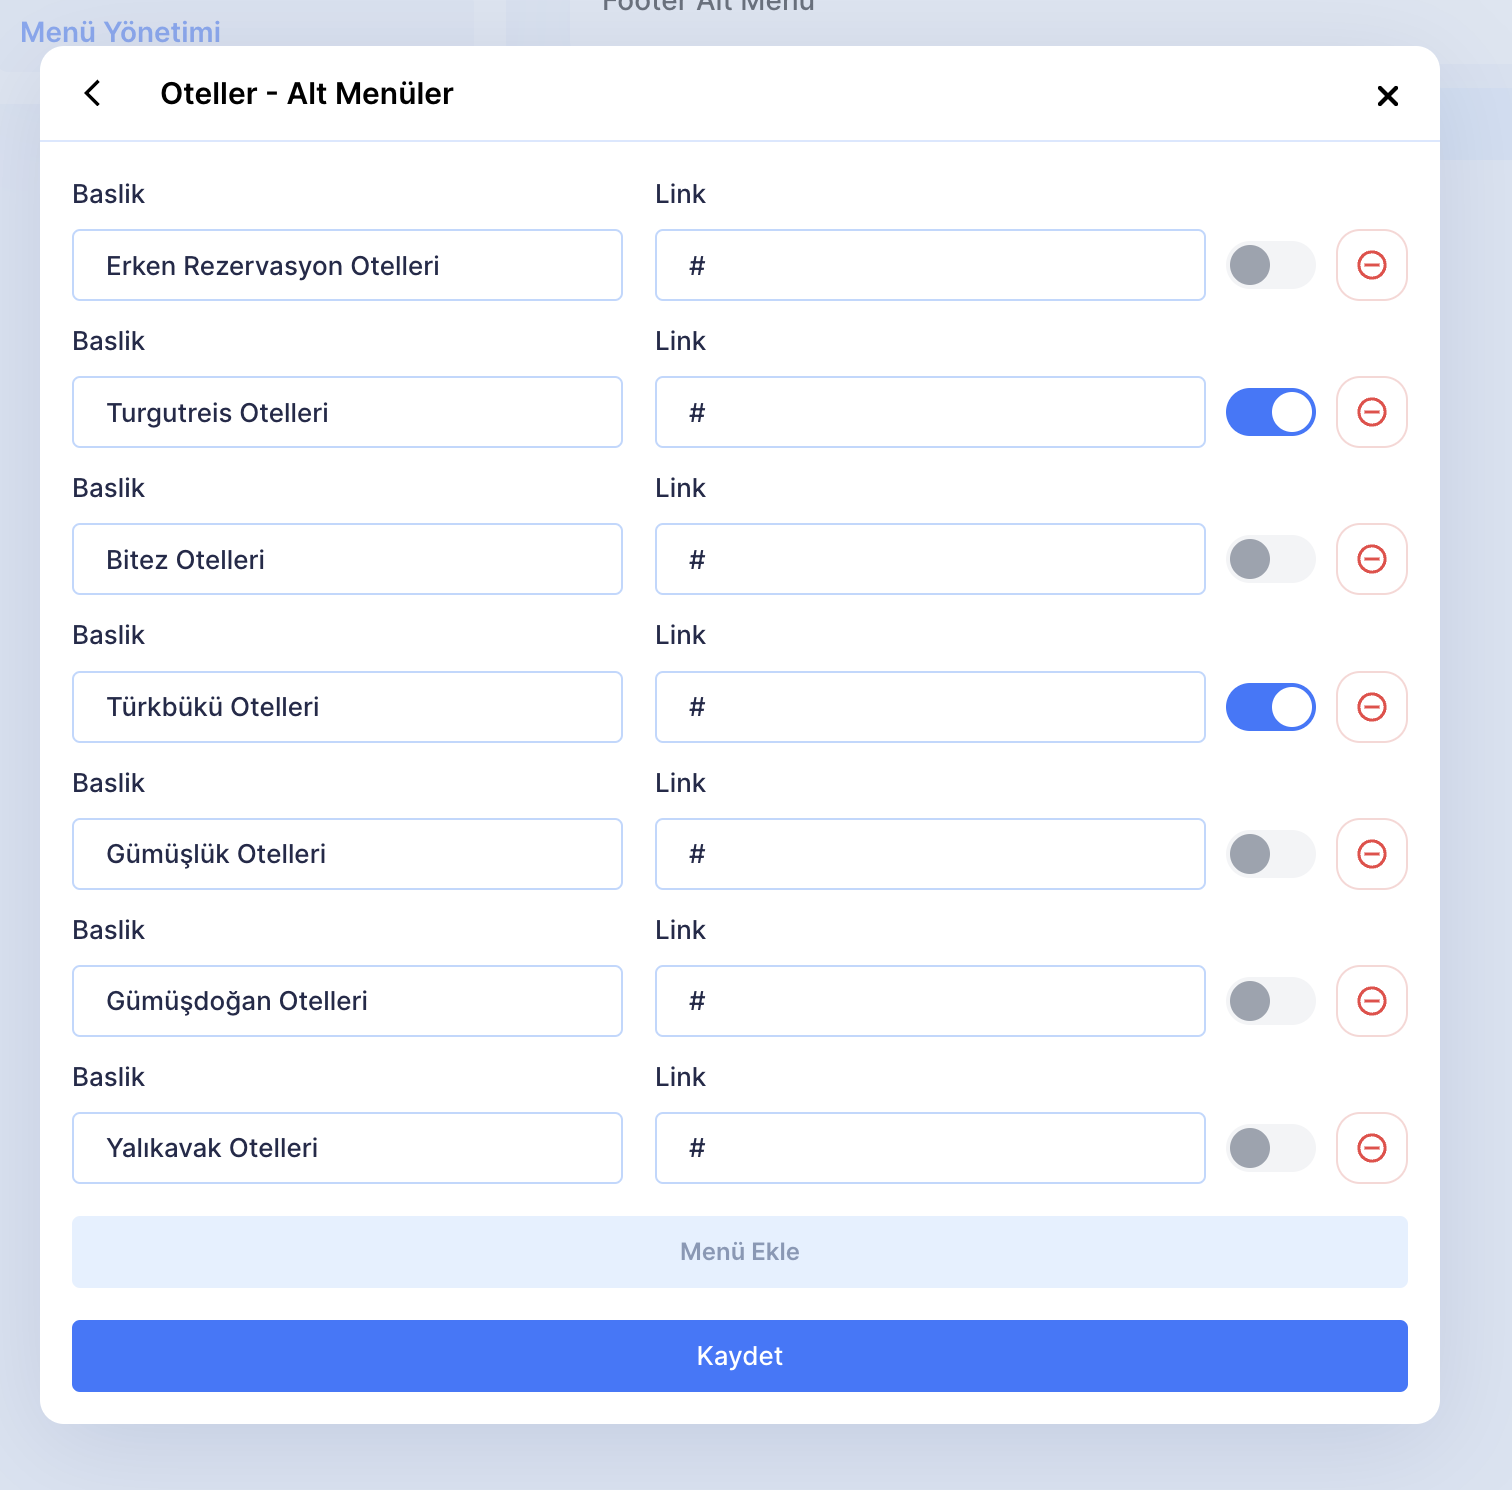 Footer Alt Menü
Menü Yönetimi
Oteller - Alt Menüler
Baslik Link
Erken Rezervasyon Otelleri #
Baslik Link
Turgutreis Otelleri #
Baslik Link
Bitez Otelleri #
Baslik Link
Türkbükü Otelleri #
Baslik Link
Gümüşlük Otelleri #
Baslik Link
Gümüşdoğan Otelleri #
Baslik Link
Yalıkavak Otelleri #
Menü Ekle
Kaydet